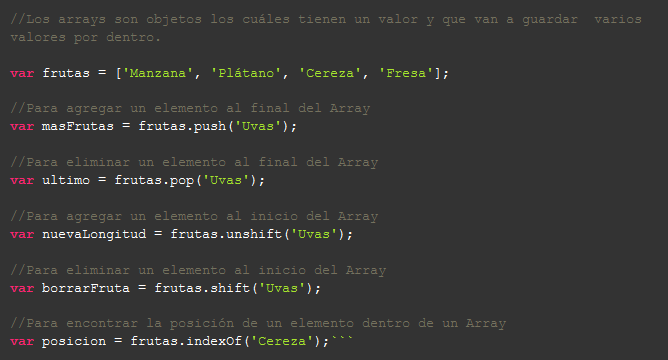 //Los arrays son objetos los cuáles tienen un valor y que van a guardar  varios
valores por dentro.
var frutas = ['Manzana', 'Plátano', 'Cereza', 'Fresa'];
//Para agregar un elemento al final del Array
var masFrutas = frutas.push('Uvas');
//Para eliminar un elemento al final del Array
var ultimo = frutas.pop('Uvas');
//Para agregar un elemento al inicio del Array
var nuevaLongitud = frutas.unshift('Uvas');
//Para eliminar un elemento al inicio del Array
var borrarFruta = frutas.shift('Uvas');
//Para encontrar la posición de un elemento dentro de un Array
var posicion = frutas.indexOf('Cereza');```